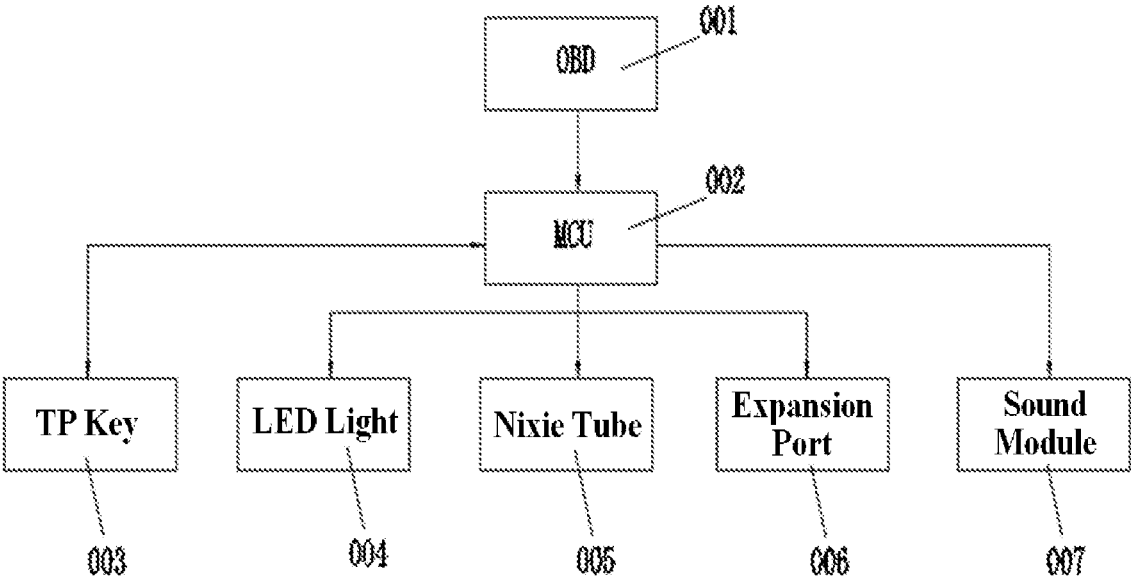 001
OBD
002
MCU
TP Key
LED Light
Nixie Tube
Expansion
Port
Sound
Module
003
004
005
006
007